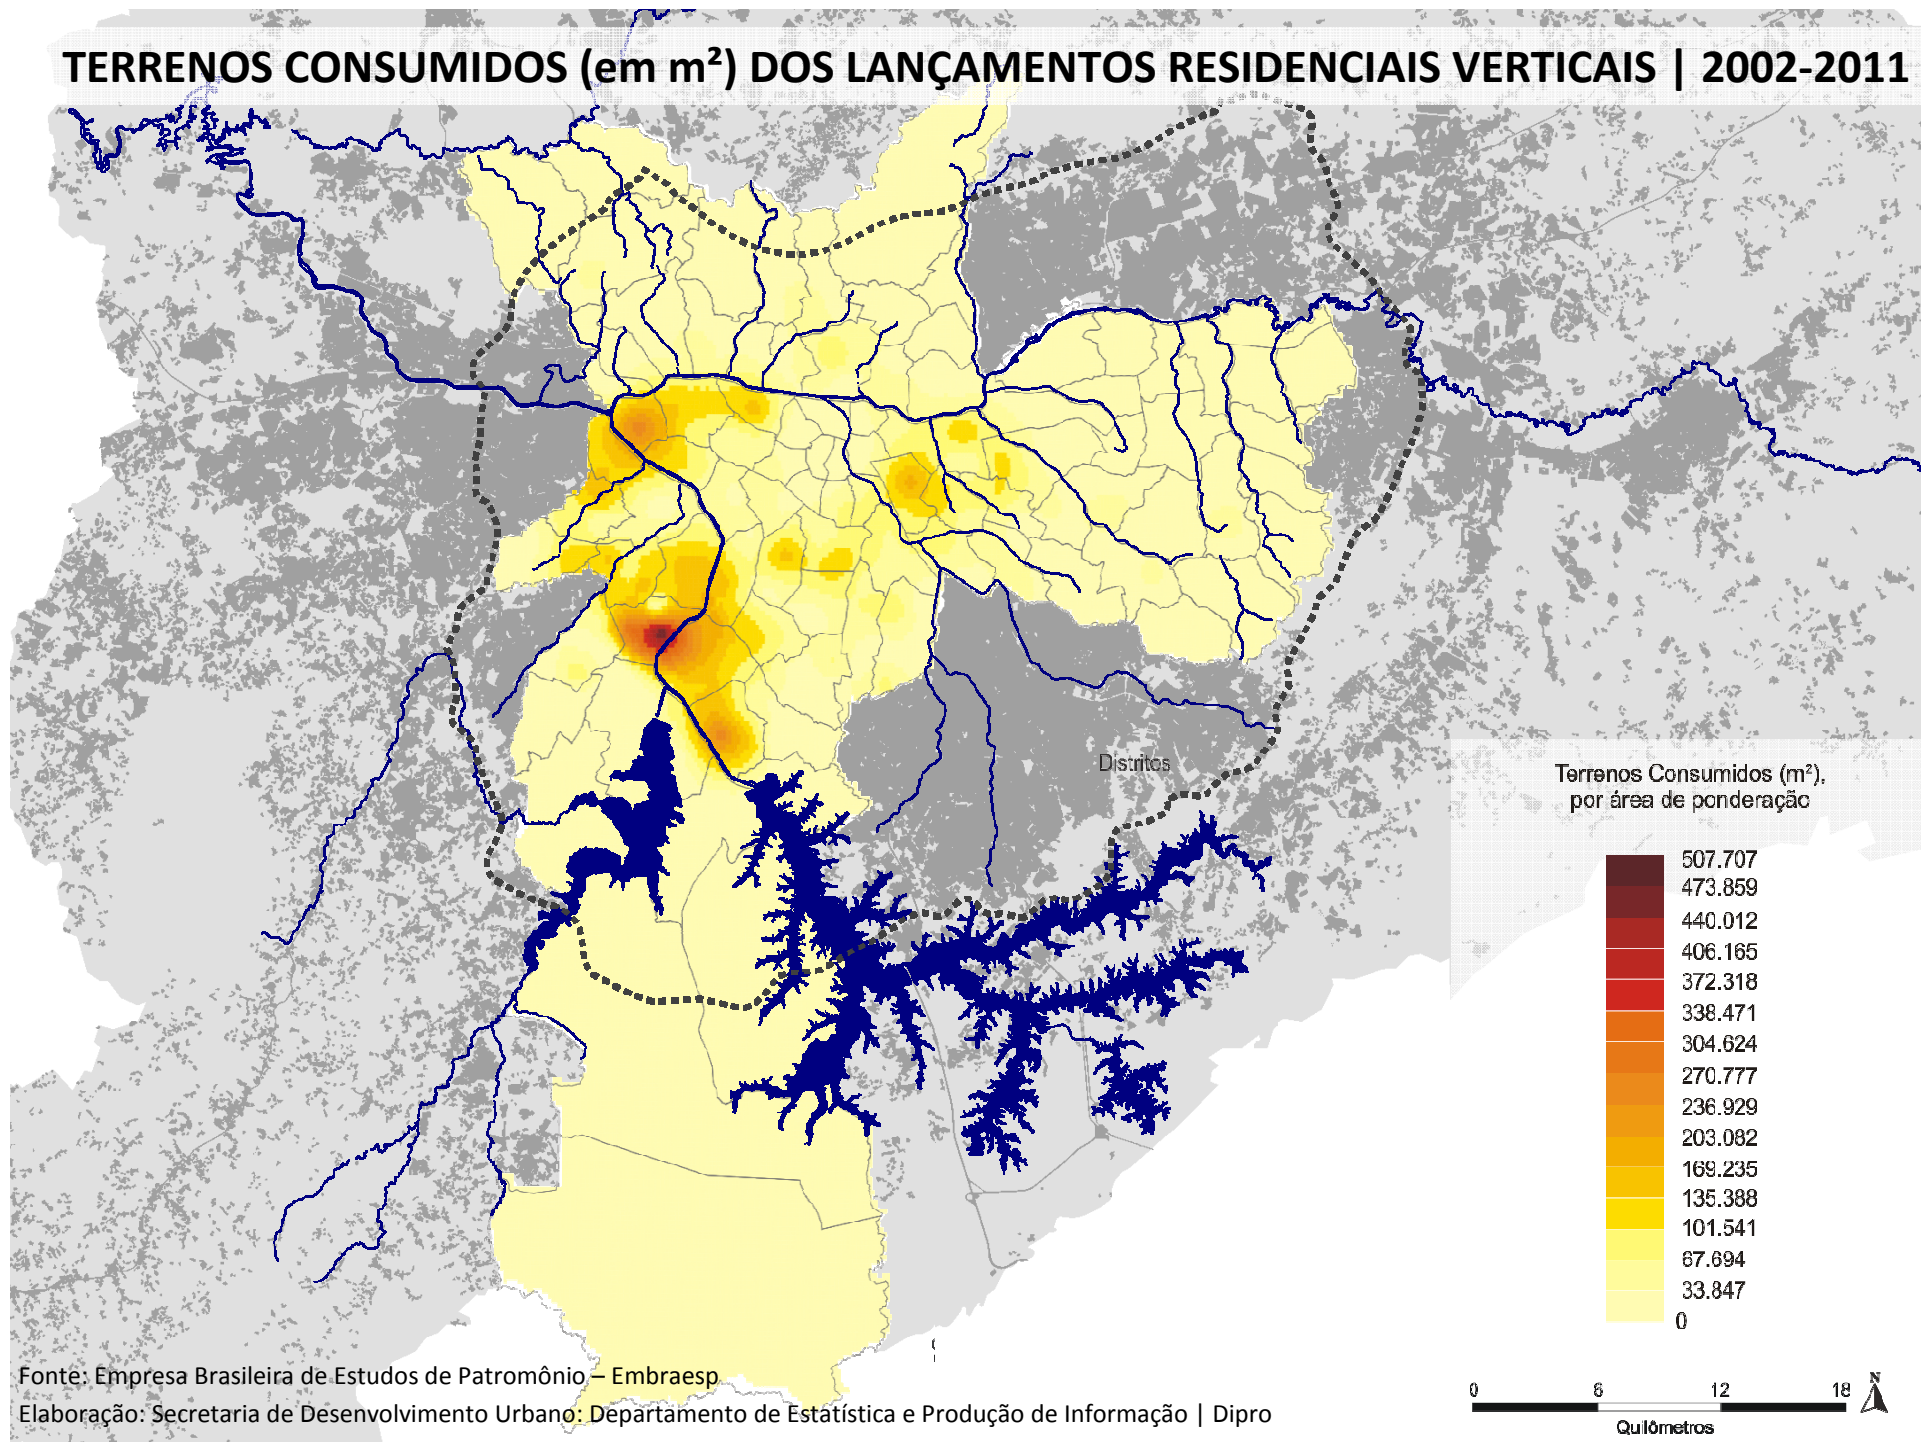 TERRENOS CONSUMIDOS (em m²) DOS LANÇAMENTOS RESIDENCIAIS VERTICAIS | 2002-2011
Distritos
Terrenos Consumidos (m²),
por área de ponderação
507.707
473.859
440.012
406.165
372.318
338.471
304.624
270.777
236.929
203.082
169.235
135.388
101.541
67.694
33.847
0
Fonte: Empresa Brasileira de Estudos de Patromônio – Embraesp
Elaboração: Secretaria de Desenvolvimento Urbano: Departamento de Estatística e Produção de Informação | Dipro
0 6 12 18
N
Quilômetros